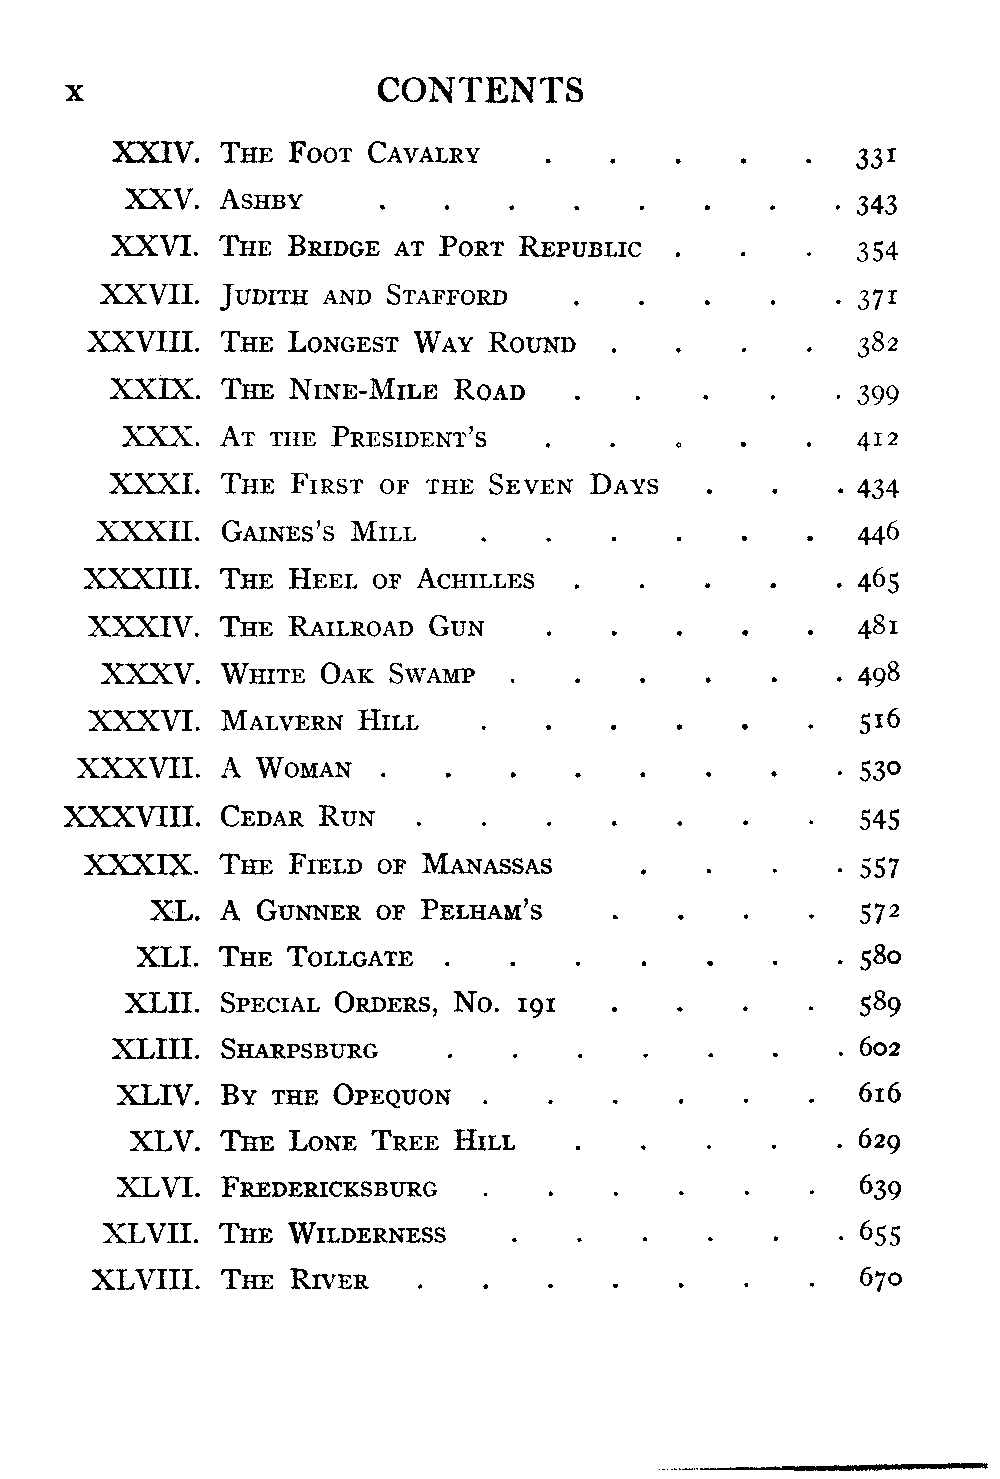 x CONTENTS
XXIV. The Foot Cavalry . . . . . 331
XXV. Ashby . . . . . . . . 343
XXVI. The Bridge at Port Republic . . . 354
XXVII. Judith and Stafford . . . . . 371
XXVIII. The Longest Way Round . . . . 382
XXIX. The Nine-Mile Road . . . . . 399
XXX. At the President's . . . . . 412
XXXI. The First of the Seven Days . . . 434
XXXII. Gaines's Mill . . . . . . 446
XXXIII. The Heel of Achilles . . . . . 465
XXXIV. The Railroad Gun . . . . . 481
XXXV. White Oak Swamp . . . . . . 498
XXXVI. Malvern Hill . . . . . . 516
XXXVII. A Woman . . . . . . . . 530
XXXVIII. Cedar Run . . . . . . . 545
XXXIX. The Field of Manassas . . . . 557
XL. A Gunner of Pelham's . . . . 572
XLI. The Tollgate . . . . . . . 580
XLII. Special Orders, No. 191 . . . . 589
XLIII. Sharpsburg . . . . . . . 602
XLIV. By the Opequon . . . . . . 616
XLV. The Lone Tree Hill . . . . . 629
XLVI. Fredericksburg . . . . . . 639
XLVII. The Wilderness . . . . . . 655
XLVIII. The River . . . . . . . 670